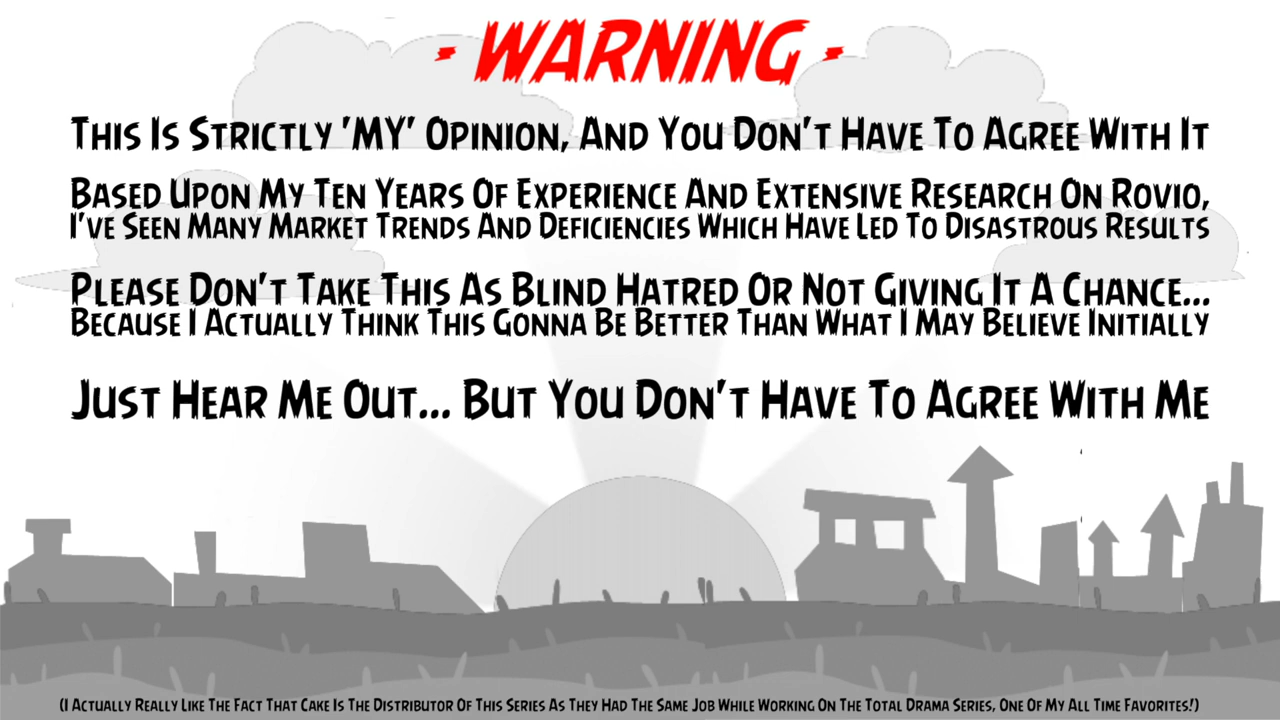 - WARNING -
This Is Strictly 'MY' Opinion, And You Don't Have To Agree With It
Based Upon My Ten Years Of Experience And Extensive Research On Rovio,
I've Seen Many Market Trends And Deficiencies Which Have Led To Disastrous Results
Please Don't Take This As Blind Hatred Or Not Giving It A Chance...
Because I Actually Think This Gonna Be Better Than What I May Believe Initially
Just Hear Me Out... But You Don't Have To Agree With Me
(I Actually Really Like The Fact That Cake Is The Distributor Of This Series As They Had The Same Job While Working On The Total Drama Series, One Of My All Time Favorites!)